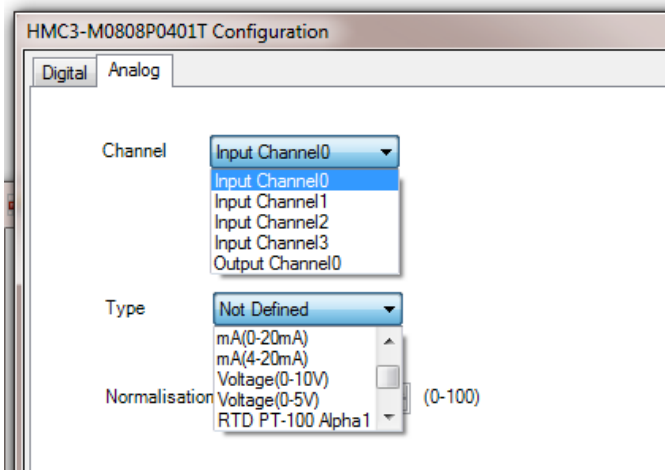 HMC3-M0808P0401T Configuration
Digital Analog
Channel Input Channel0
Input Channel0
Input Channel1
Input Channel2
Input Channel3
Output Channel0
Type Not Defined
mA(0-20mA)
mA(4-20mA)
Voltage(0-10V)
Normalisation Voltage(0-5V) (0-100)
RTD PT-100 Alpha1